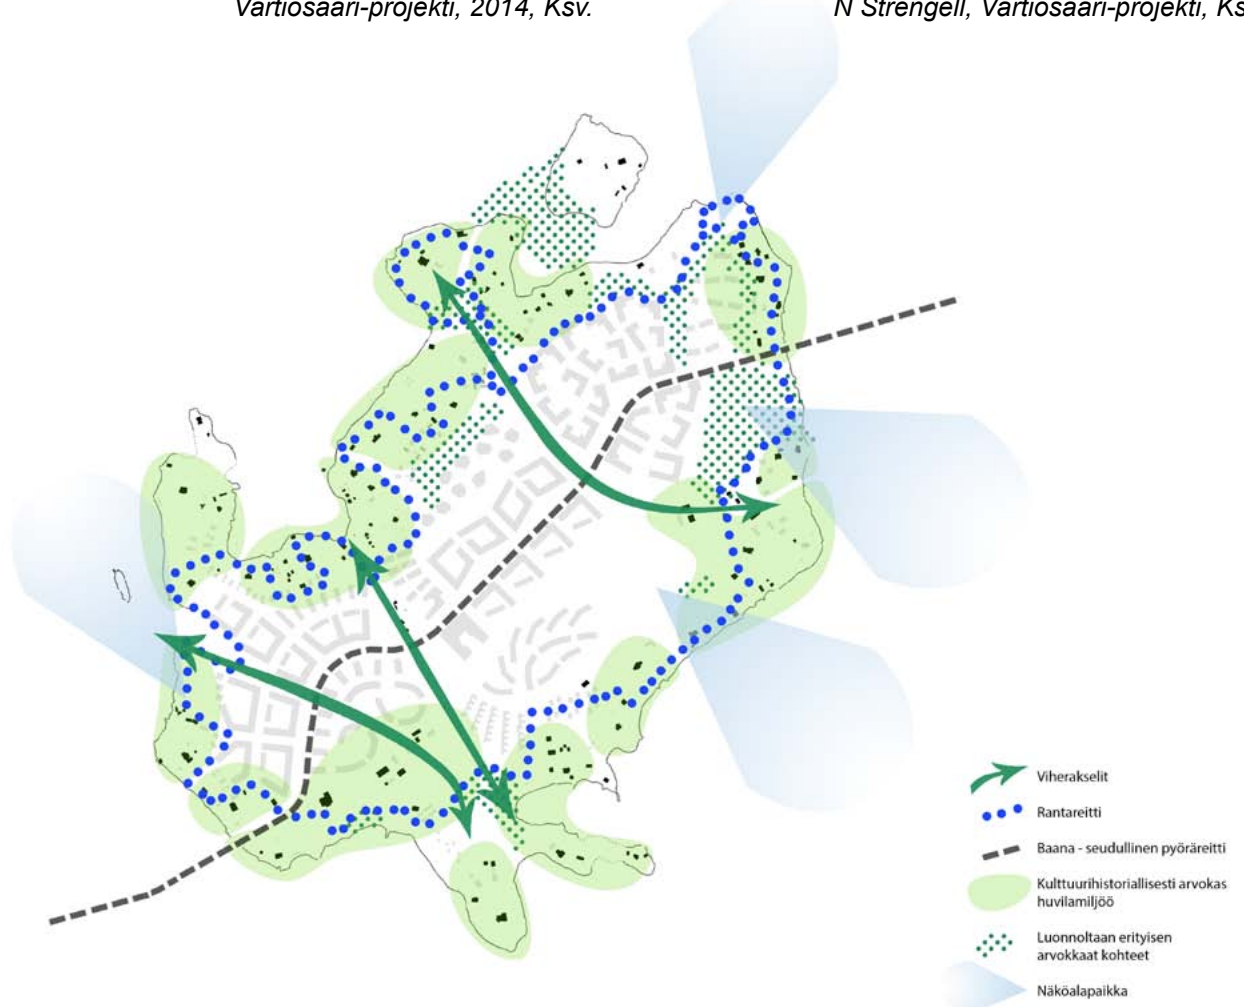 Vartiosaari-projekti, 2014, Ksv.
N Strengell, Vartiosaari-projekti, Ks
Viherakselit
Rantareitti
Baana - seudullinen pyöräreitti
Kulttuurihistoriallisesti arvokas
huvilamiljöö
Luonnoltaan erityisen
arvokkaat kohteet
Näköalapaikka